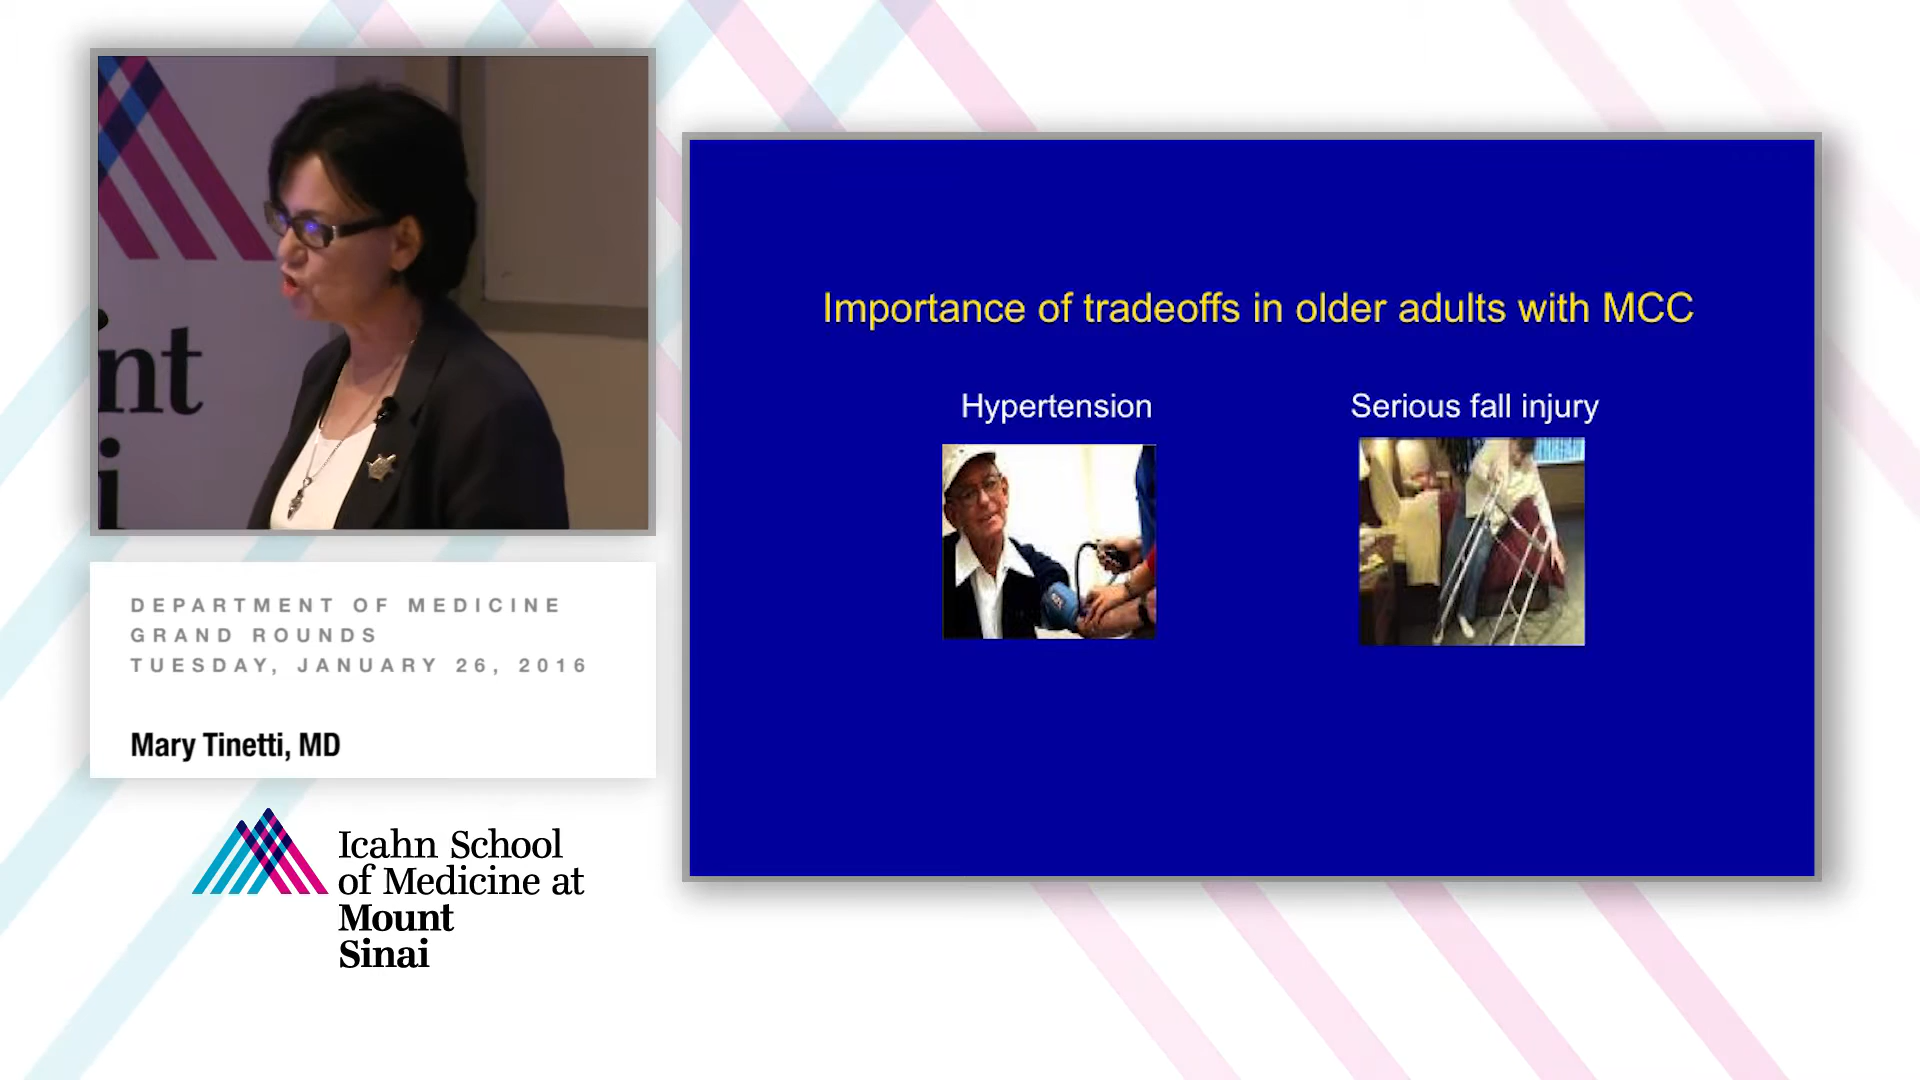 nt
i
DEPARTMENT OF MEDICINE
GRAND ROUNDS
TUESDAY, JANUARY 26, 2016
Mary Tinetti, MD
Icahn School
of Medicine at
Mount
Sinai
Importance of tradeoffs in older adults with MCC
Hypertension
Serious fall injury